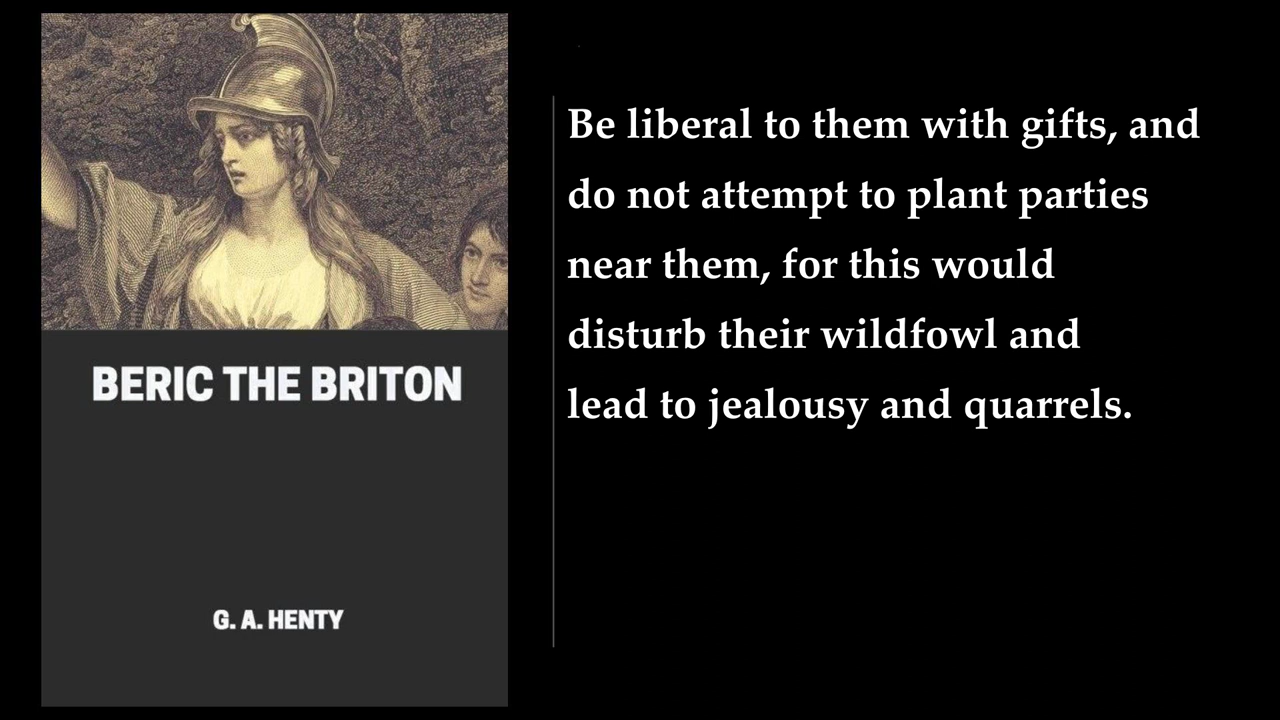 BERIC THE BRITON
G. A. HENTY
Be liberal to them with gifts, and
do not attempt to plant parties
near them, for this would
disturb their wildfowl and
lead to jealousy and quarrels.